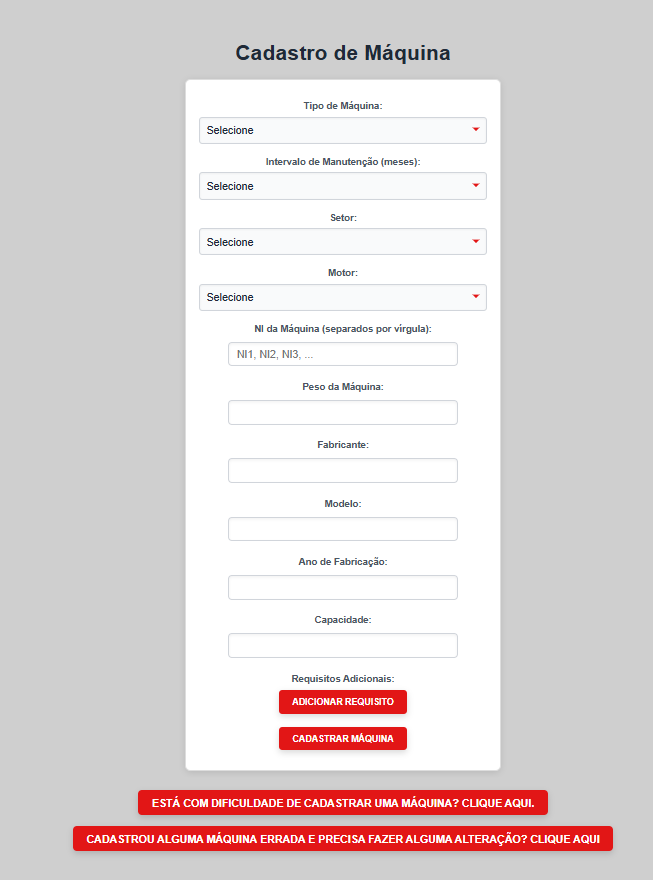 Cadastro de Máquina
Tipo de Máquina:
Selecione
Intervalo de Manutenção (meses):
Selecione
Setor:
Selecione
Motor:
Selecione
NI da Máquina (separados por vírgula):
NI1, NI2, NI3, ...
Peso da Máquina:
Fabricante:
Modelo:
Ano de Fabricação:
Capacidade:
Requisitos Adicionais:
ADICIONAR REQUISITO
CADASTRAR MÁQUINA
ESTÁ COM DIFICULDADE DE CADASTRAR UMA MÁQUINA? CLIQUE AQUI.
CADASTROU ALGUMA MÁQUINA ERRADA E PRECISA FAZER ALGUMA ALTERAÇÃO? CLIQUE AQUI